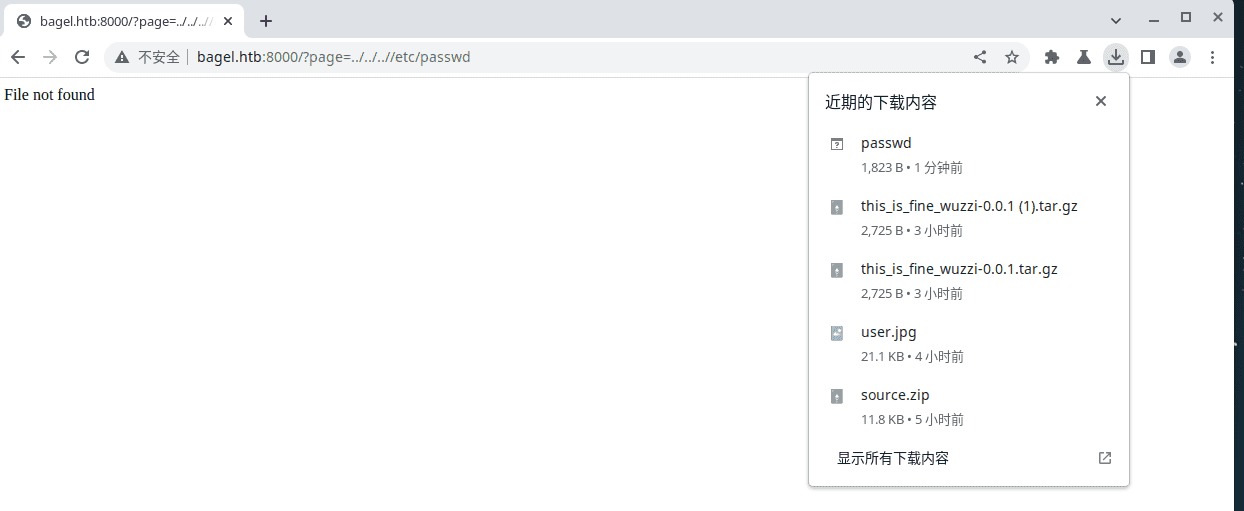 bagel.htb:8000/?page=../../..//
不安全
bagel.htb:8000/?page=../../..//etc/passwd
File not found
近期的下载内容
passwd
1,823 B • 1 分钟前
this_is_fine_wuzzi-0.0.1 (1).tar.gz
2,725 B • 3 小时前
this_is_fine_wuzzi-0.0.1.tar.gz
2,725 B • 3 小时前
user.jpg
21.1 KB • 4 小时前
source.zip
11.8 KB • 5 小时前
显示所有下载内容